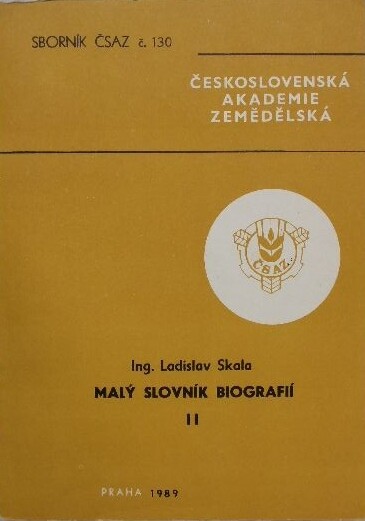 SBORNÍK ČSAZ č. 130
ČESKOSLOVENSKÁ
AKADEMIE
ZEMĚDĚLSKÁ
ČSAZ
Ing. Ladislav Skala
MALÝ SLOVNÍK BIOGRAFIÍ
II
PRAHA 1989